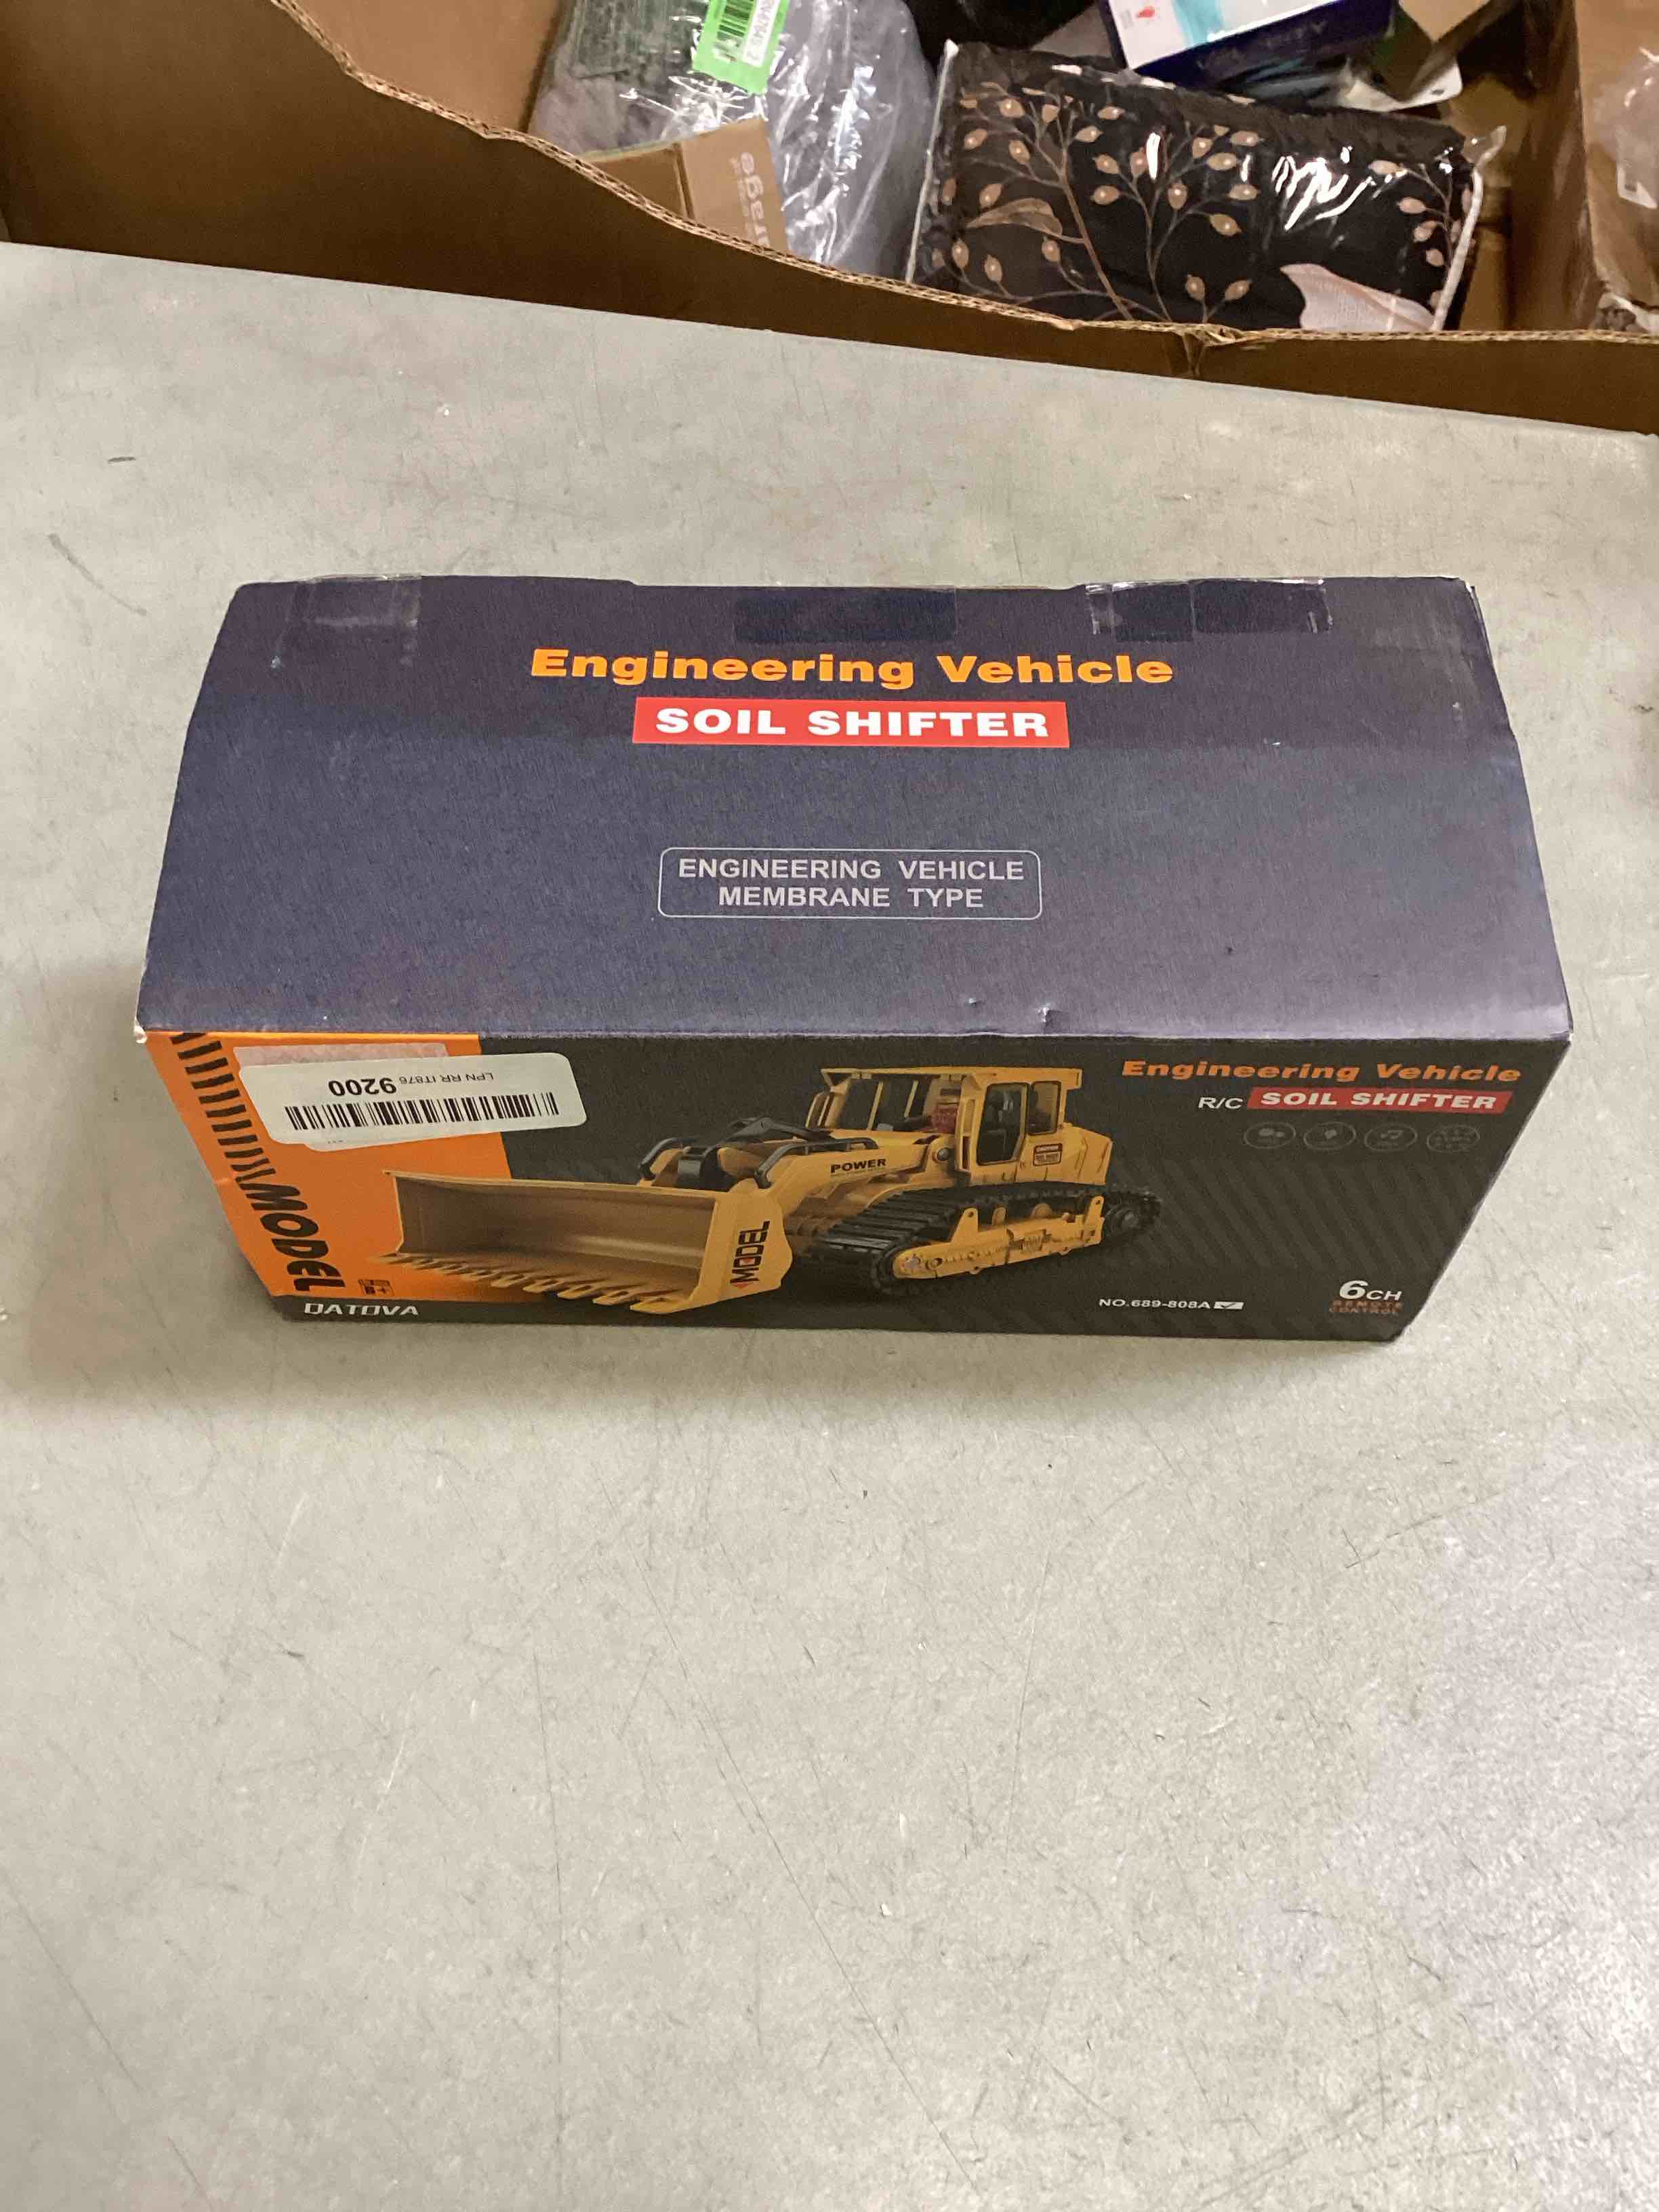 Engineering Vehicle
SOIL SHIFTER
ENGINEERING VEHICLE
MEMBRANE TYPE
LPN RR IT876 9200
MODEL
DATOVA
POWER
MODEL
Engineering Vehicle
R/C SOIL SHIFTER
NO.689-808A
6CH
REMOTE
CONTROL